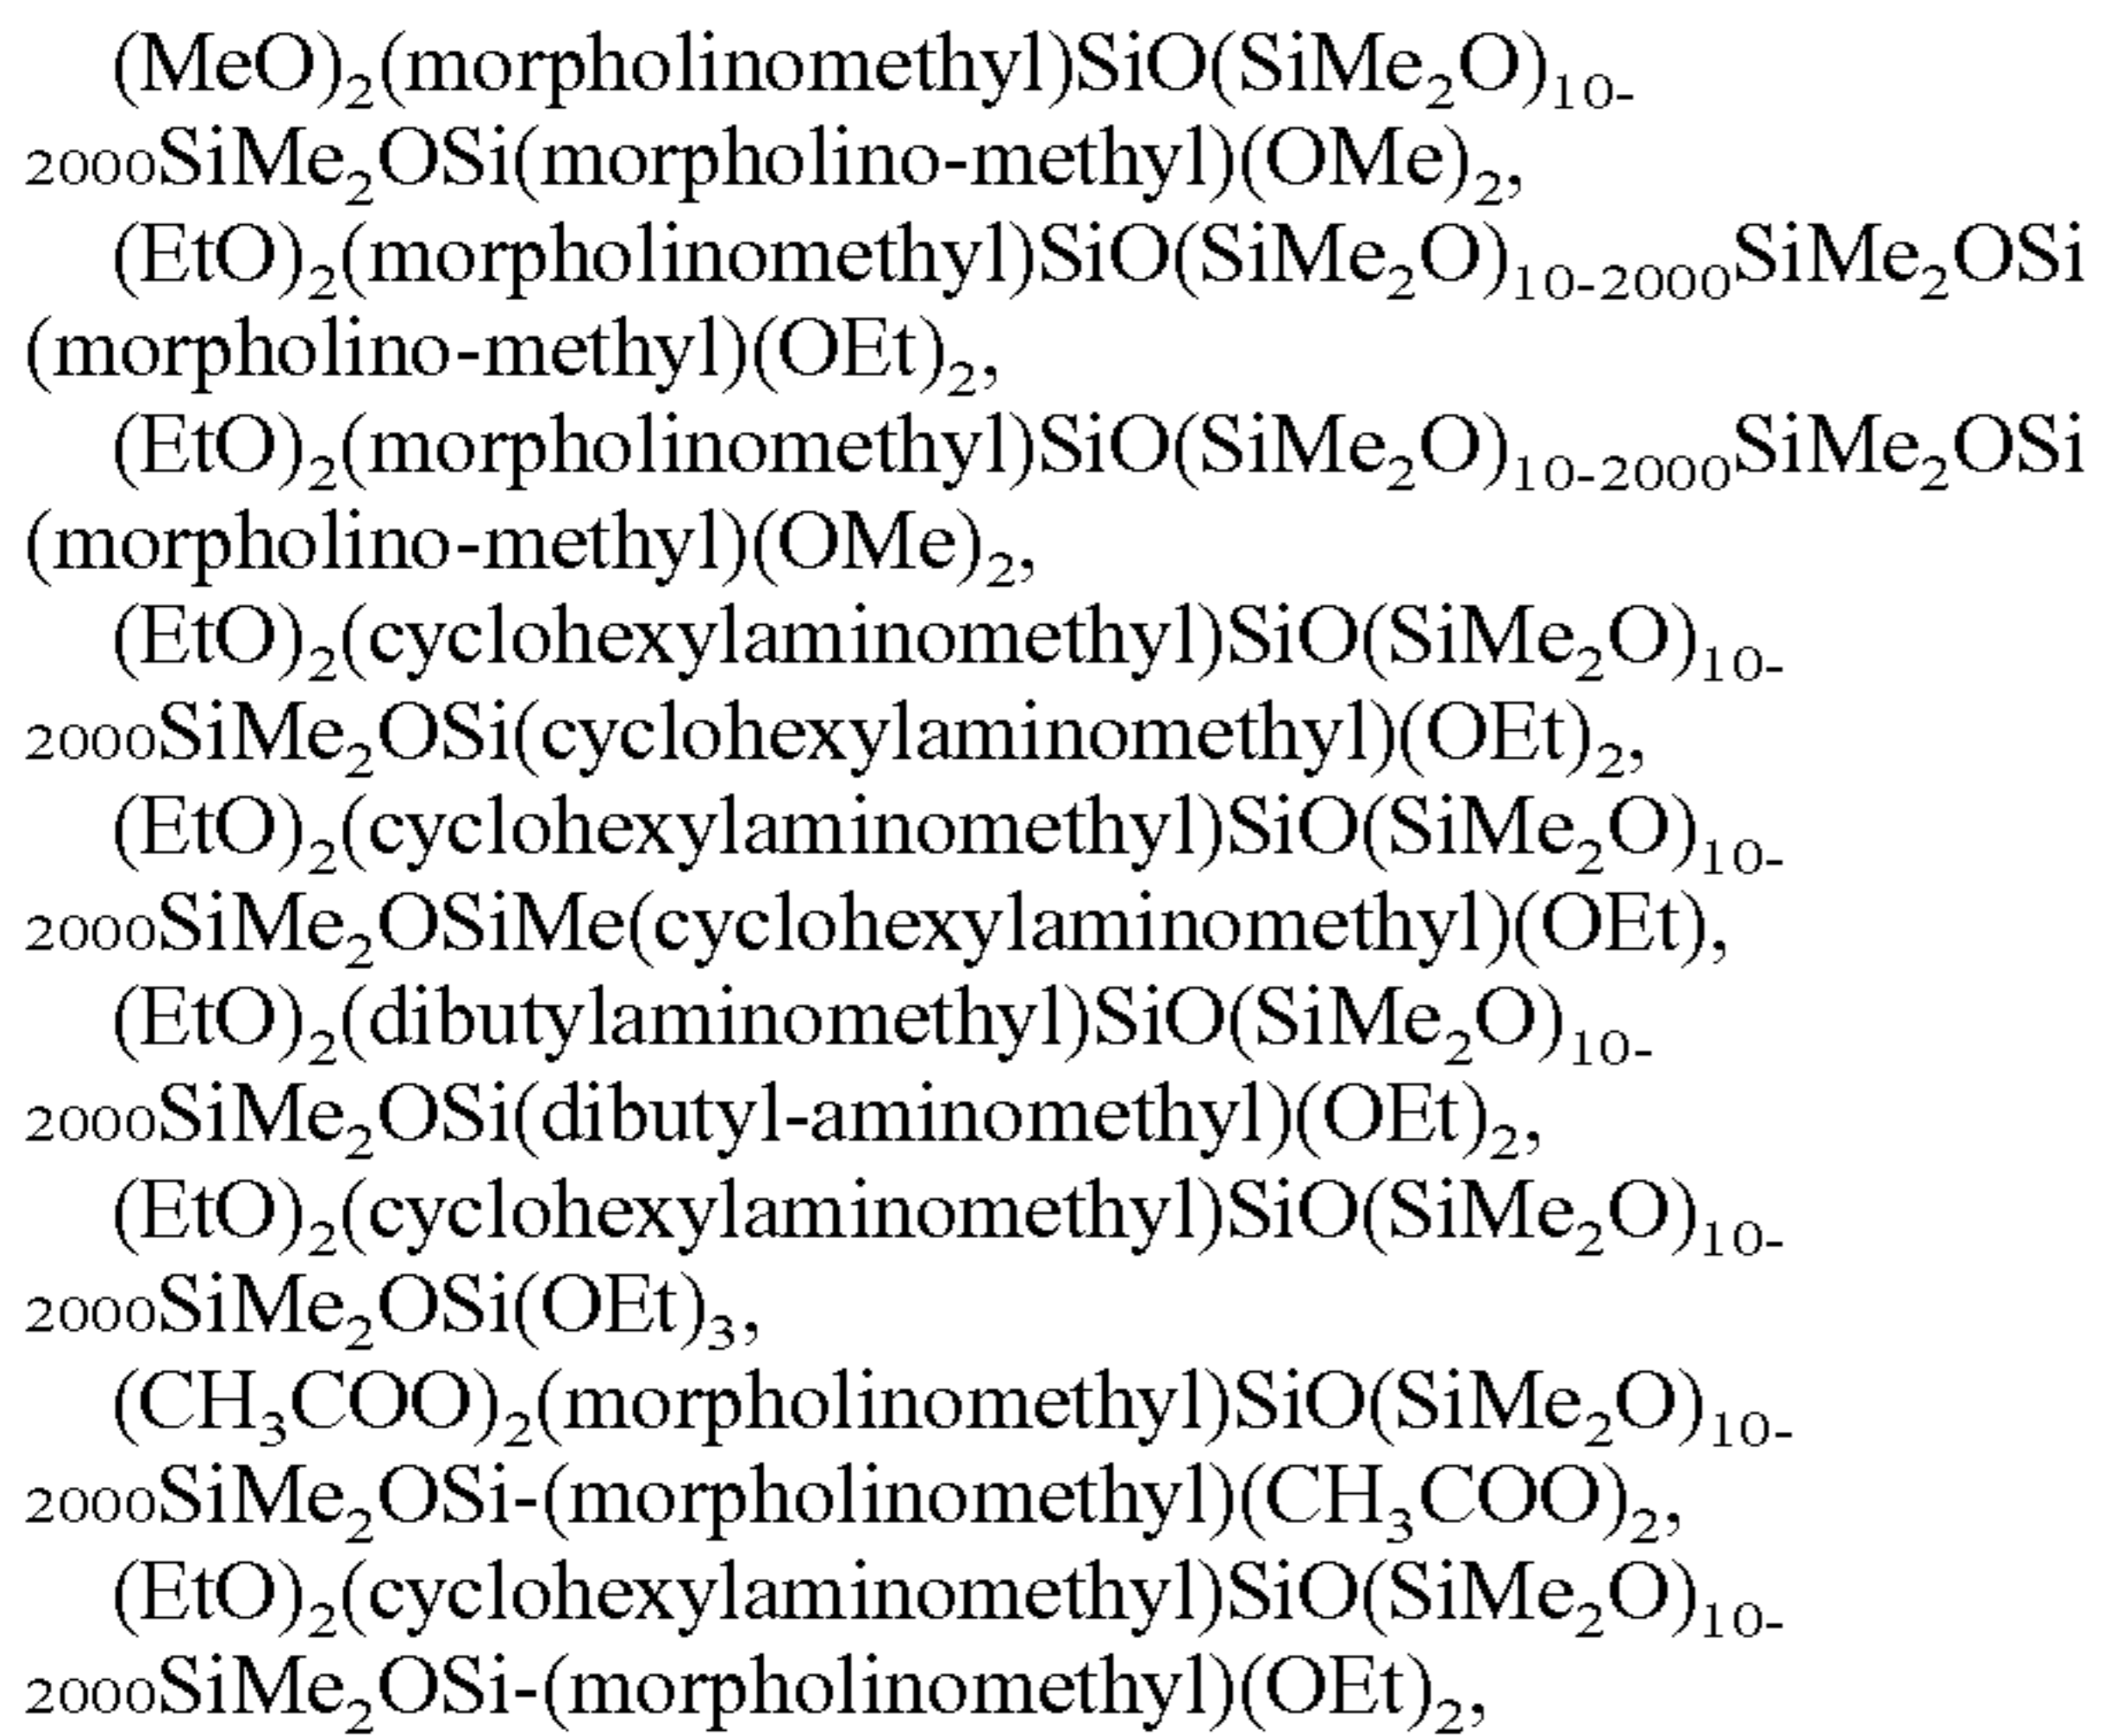 (MeO)₂(morpholinomethyl)SiO(SiMe₂O)₁₀₋
₂₀₀₀SiMe₂OSi(morpholino-methyl)(OMe)₂,
(EtO)₂(morpholinomethyl)SiO(SiMe₂O)₁₀₋₂₀₀₀SiMe₂OSi
(morpholino-methyl)(OEt)₂,
(EtO)₂(morpholinomethyl)SiO(SiMe₂O)₁₀₋₂₀₀₀SiMe₂OSi
(morpholino-methyl)(OMe)₂,
(EtO)₂(cyclohexylaminomethyl)SiO(SiMe₂O)₁₀₋
₂₀₀₀SiMe₂OSi(cyclohexylaminomethyl)(OEt)₂,
(EtO)₂(cyclohexylaminomethyl)SiO(SiMe₂O)₁₀₋
₂₀₀₀SiMe₂OSiMe(cyclohexylaminomethyl)(OEt),
(EtO)₂(dibutylaminomethyl)SiO(SiMe₂O)₁₀₋
₂₀₀₀SiMe₂OSi(dibutyl-aminomethyl)(OEt)₂,
(EtO)₂(cyclohexylaminomethyl)SiO(SiMe₂O)₁₀₋
₂₀₀₀SiMe₂OSi(OEt)₃,
(CH₃COO)₂(morpholinomethyl)SiO(SiMe₂O)₁₀₋
₂₀₀₀SiMe₂OSi-(morpholinomethyl)(CH₃COO)₂,
(EtO)₂(cyclohexylaminomethyl)SiO(SiMe₂O)₁₀₋
₂₀₀₀SiMe₂OSi-(morpholinomethyl)(OEt)₂,